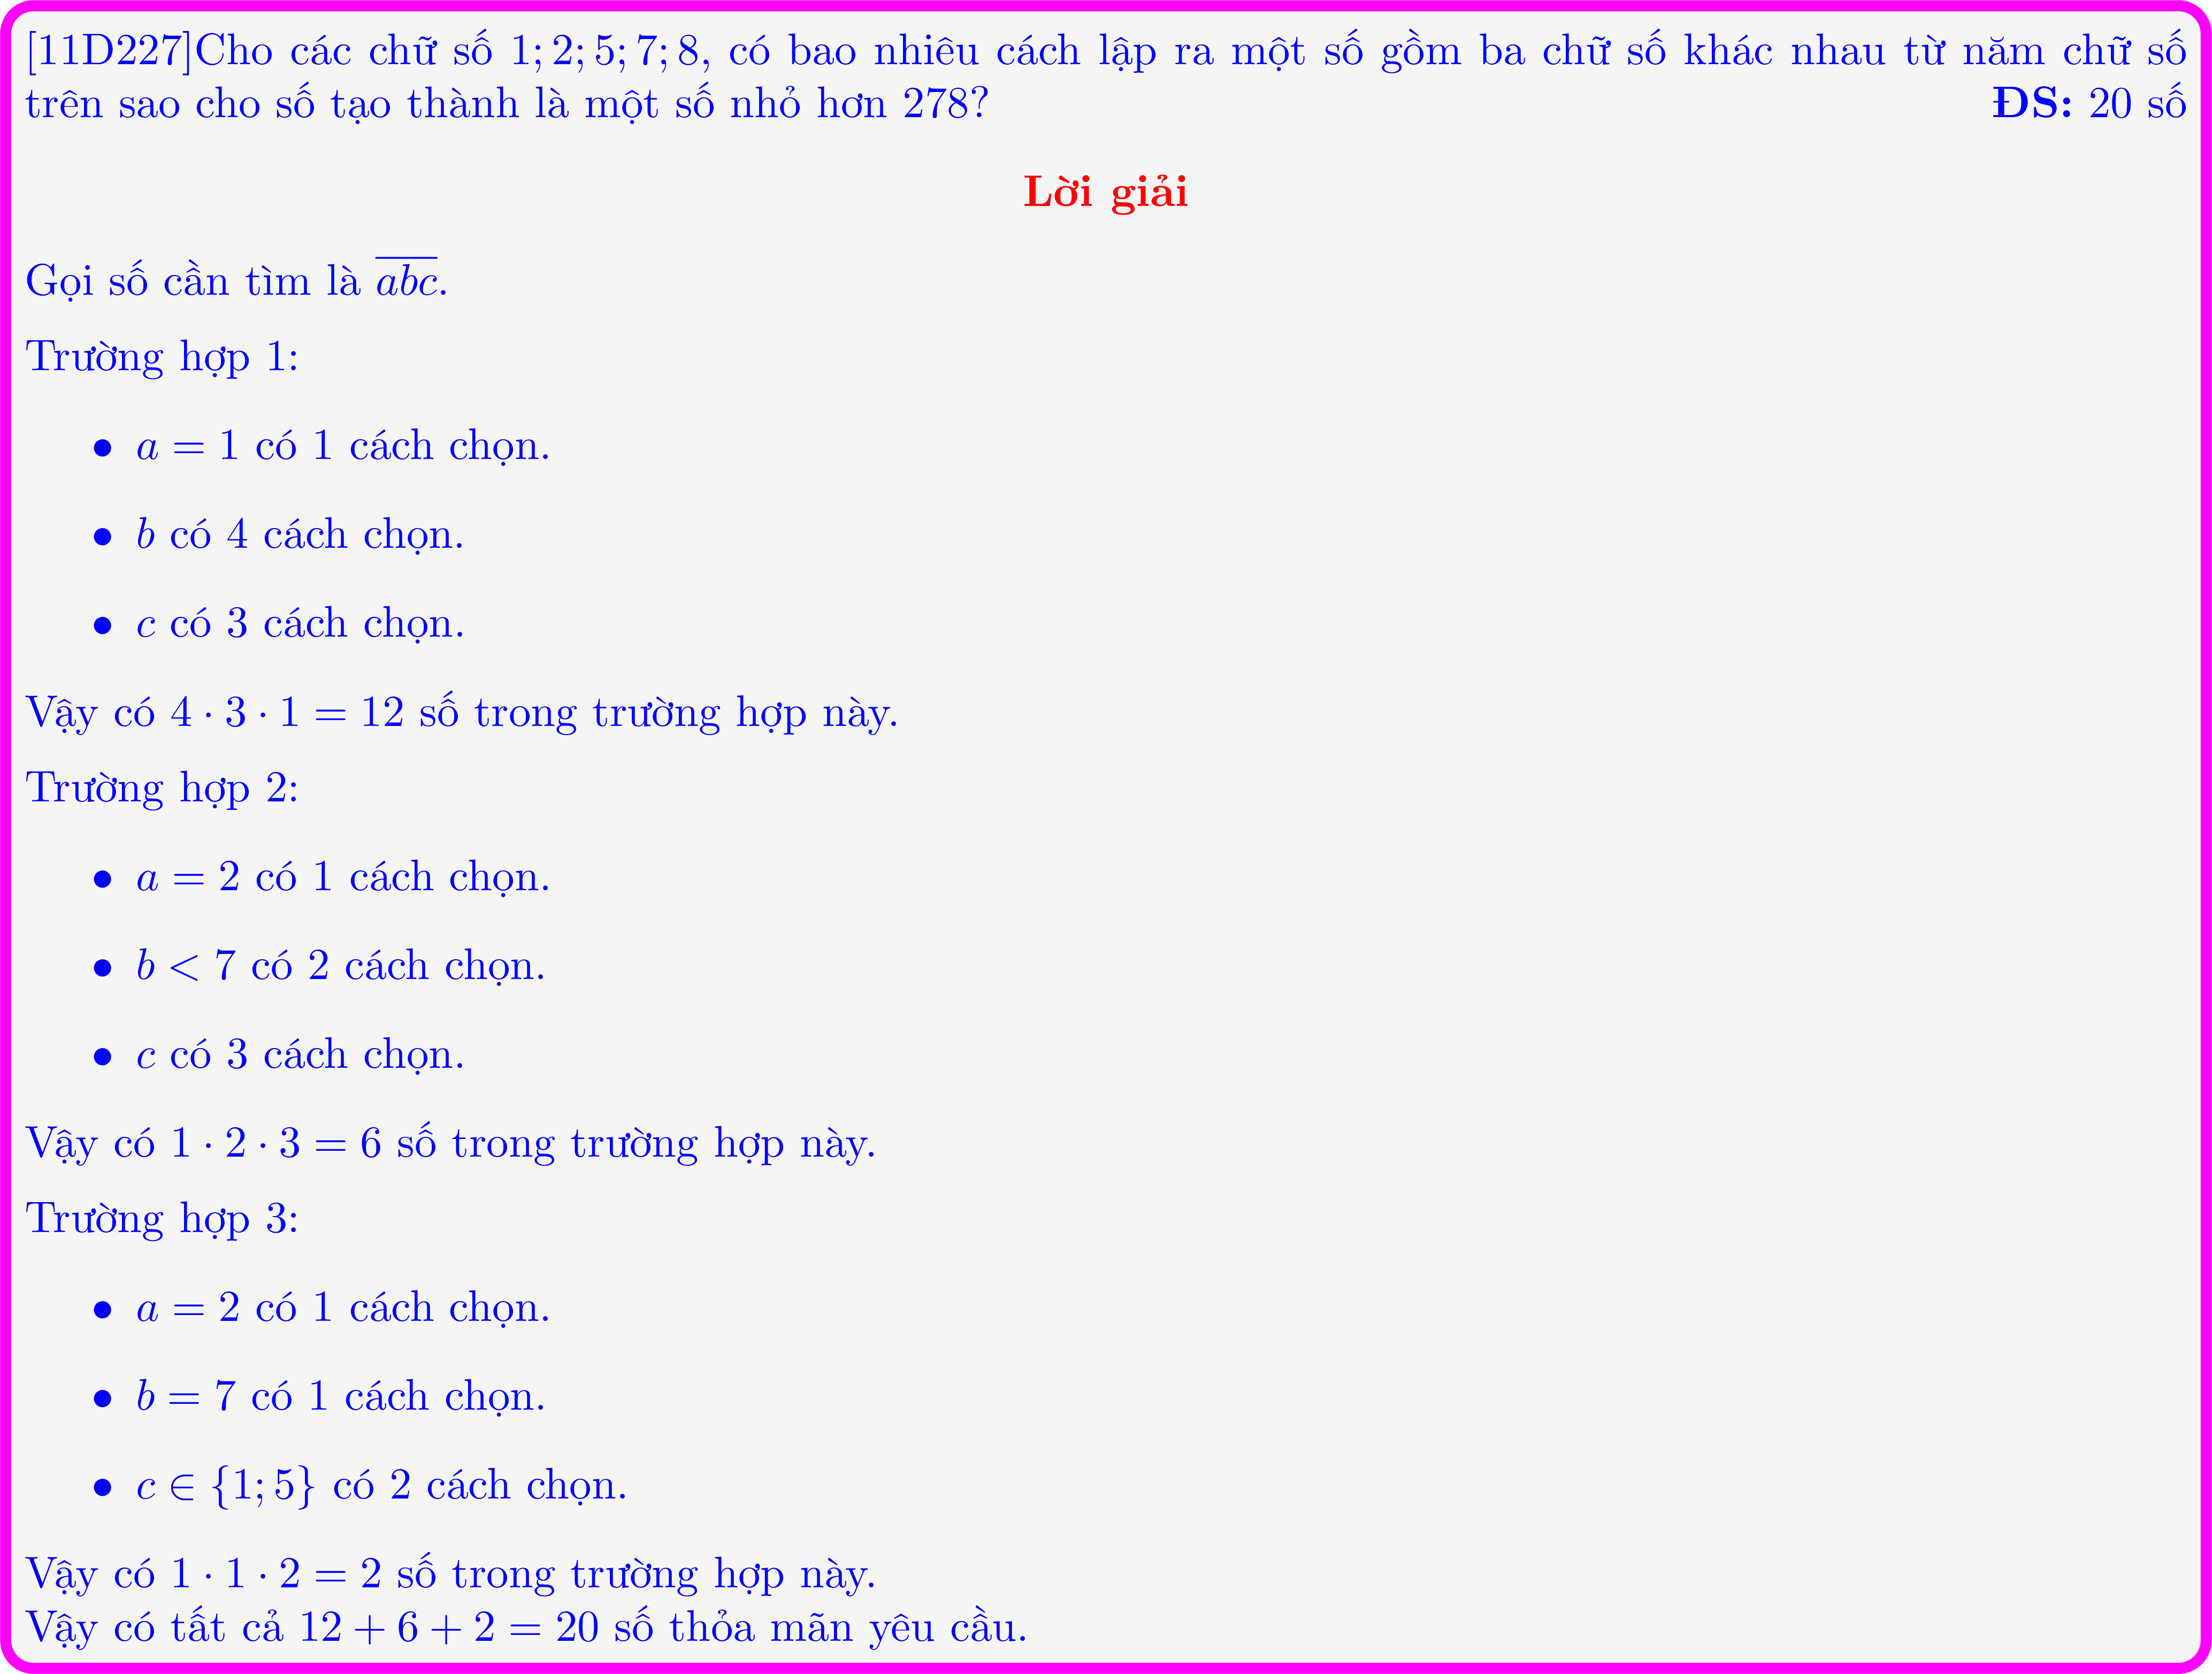 [11D227]Cho các chữ số 1; 2; 5; 7; 8, có bao nhiêu cách lập ra một số gồm ba chữ số khác nhau từ năm chữ số
trên sao cho số tạo thành là một số nhỏ hơn 278? ĐS: 20 số
Lời giải
Gọi số cần tìm là $\overline{abc}$.
Trường hợp 1:
• a = 1 có 1 cách chọn.
• b có 4 cách chọn.
• c có 3 cách chọn.
Vậy có 4 · 3 · 1 = 12 số trong trường hợp này.
Trường hợp 2:
• a = 2 có 1 cách chọn.
• b < 7 có 2 cách chọn.
• c có 3 cách chọn.
Vậy có 1 · 2 · 3 = 6 số trong trường hợp này.
Trường hợp 3:
• a = 2 có 1 cách chọn.
• b = 7 có 1 cách chọn.
• c ∈ {1; 5} có 2 cách chọn.
Vậy có 1 · 1 · 2 = 2 số trong trường hợp này.
Vậy có tất cả 12 + 6 + 2 = 20 số thỏa mãn yêu cầu.